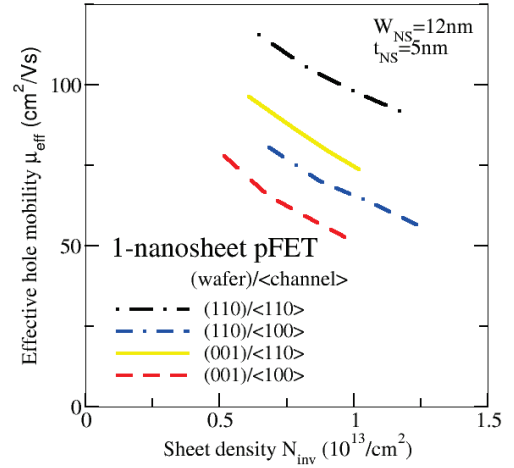 W_NS=12nm
t_NS=5nm
Effective hole mobility μ_eff (cm²/Vs)
100
50
0
1-nanosheet pFET
(wafer)/<channel>
(110)/<110>
(110)/<100>
(001)/<110>
(001)/<100>
0
0.5
1
1.5
Sheet density N_inv (10¹³/cm²)